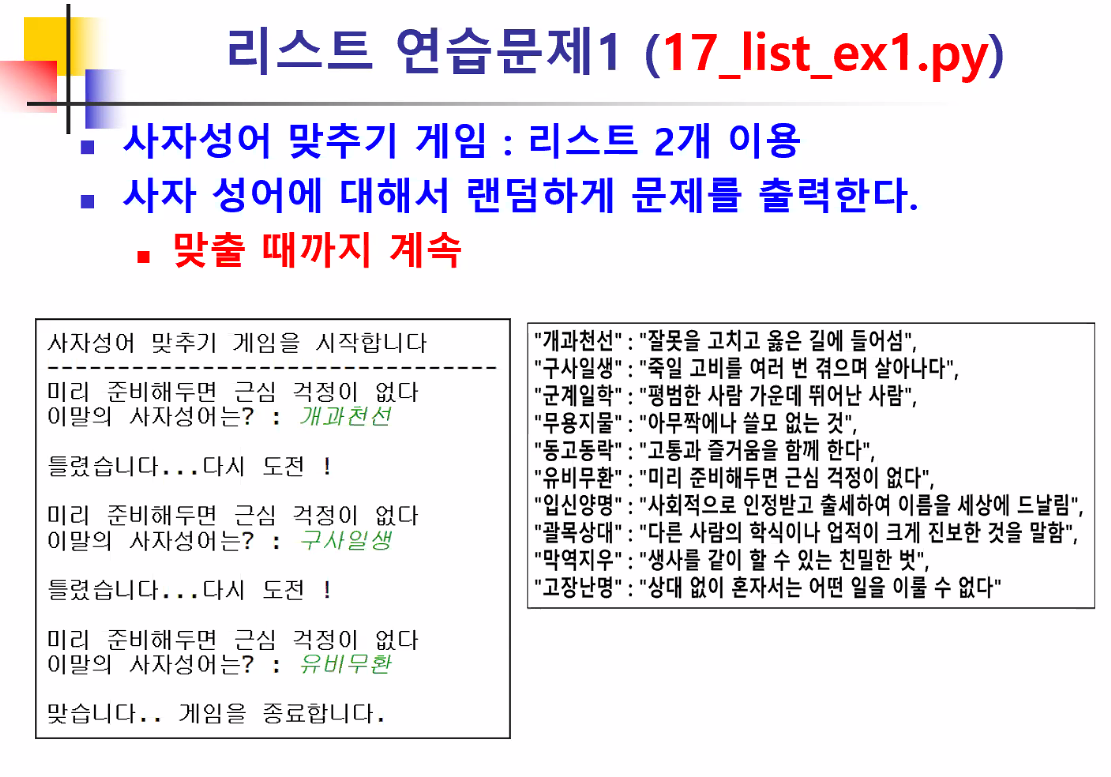 리스트 연습문제1 (17_list_ex1.py)
사자성어 맞추기 게임 : 리스트 2개 이용
사자 성어에 대해서 랜덤하게 문제를 출력한다.
맞출 때까지 계속
사자성어 맞추기 게임을 시작합니다
---------------------------------
미리 준비해두면 근심 걱정이 없다
이말의 사자성어는? : 개과천선
틀렸습니다...다시 도전 !
미리 준비해두면 근심 걱정이 없다
이말의 사자성어는? : 구사일생
틀렸습니다...다시 도전 !
미리 준비해두면 근심 걱정이 없다
이말의 사자성어는? : 유비무환
맞습니다.. 게임을 종료합니다.
"개과천선" : "잘못을 고치고 옳은 길에 들어섬",
"구사일생" : "죽일 고비를 여러 번 겪으며 살아나다",
"군계일학" : "평범한 사람 가운데 뛰어난 사람",
"무용지물" : "아무짝에나 쓸모 없는 것",
"동고동락" : "고통과 즐거움을 함께 한다",
"유비무환" : "미리 준비해두면 근심 걱정이 없다",
"입신양명" : "사회적으로 인정받고 출세하여 이름을 세상에 드날림",
"괄목상대" : "다른 사람의 학식이나 업적이 크게 진보한 것을 말함",
"막역지우" : "생사를 같이 할 수 있는 친밀한 벗",
"고장난명" : "상대 없이 혼자서는 어떤 일을 이룰 수 없다"